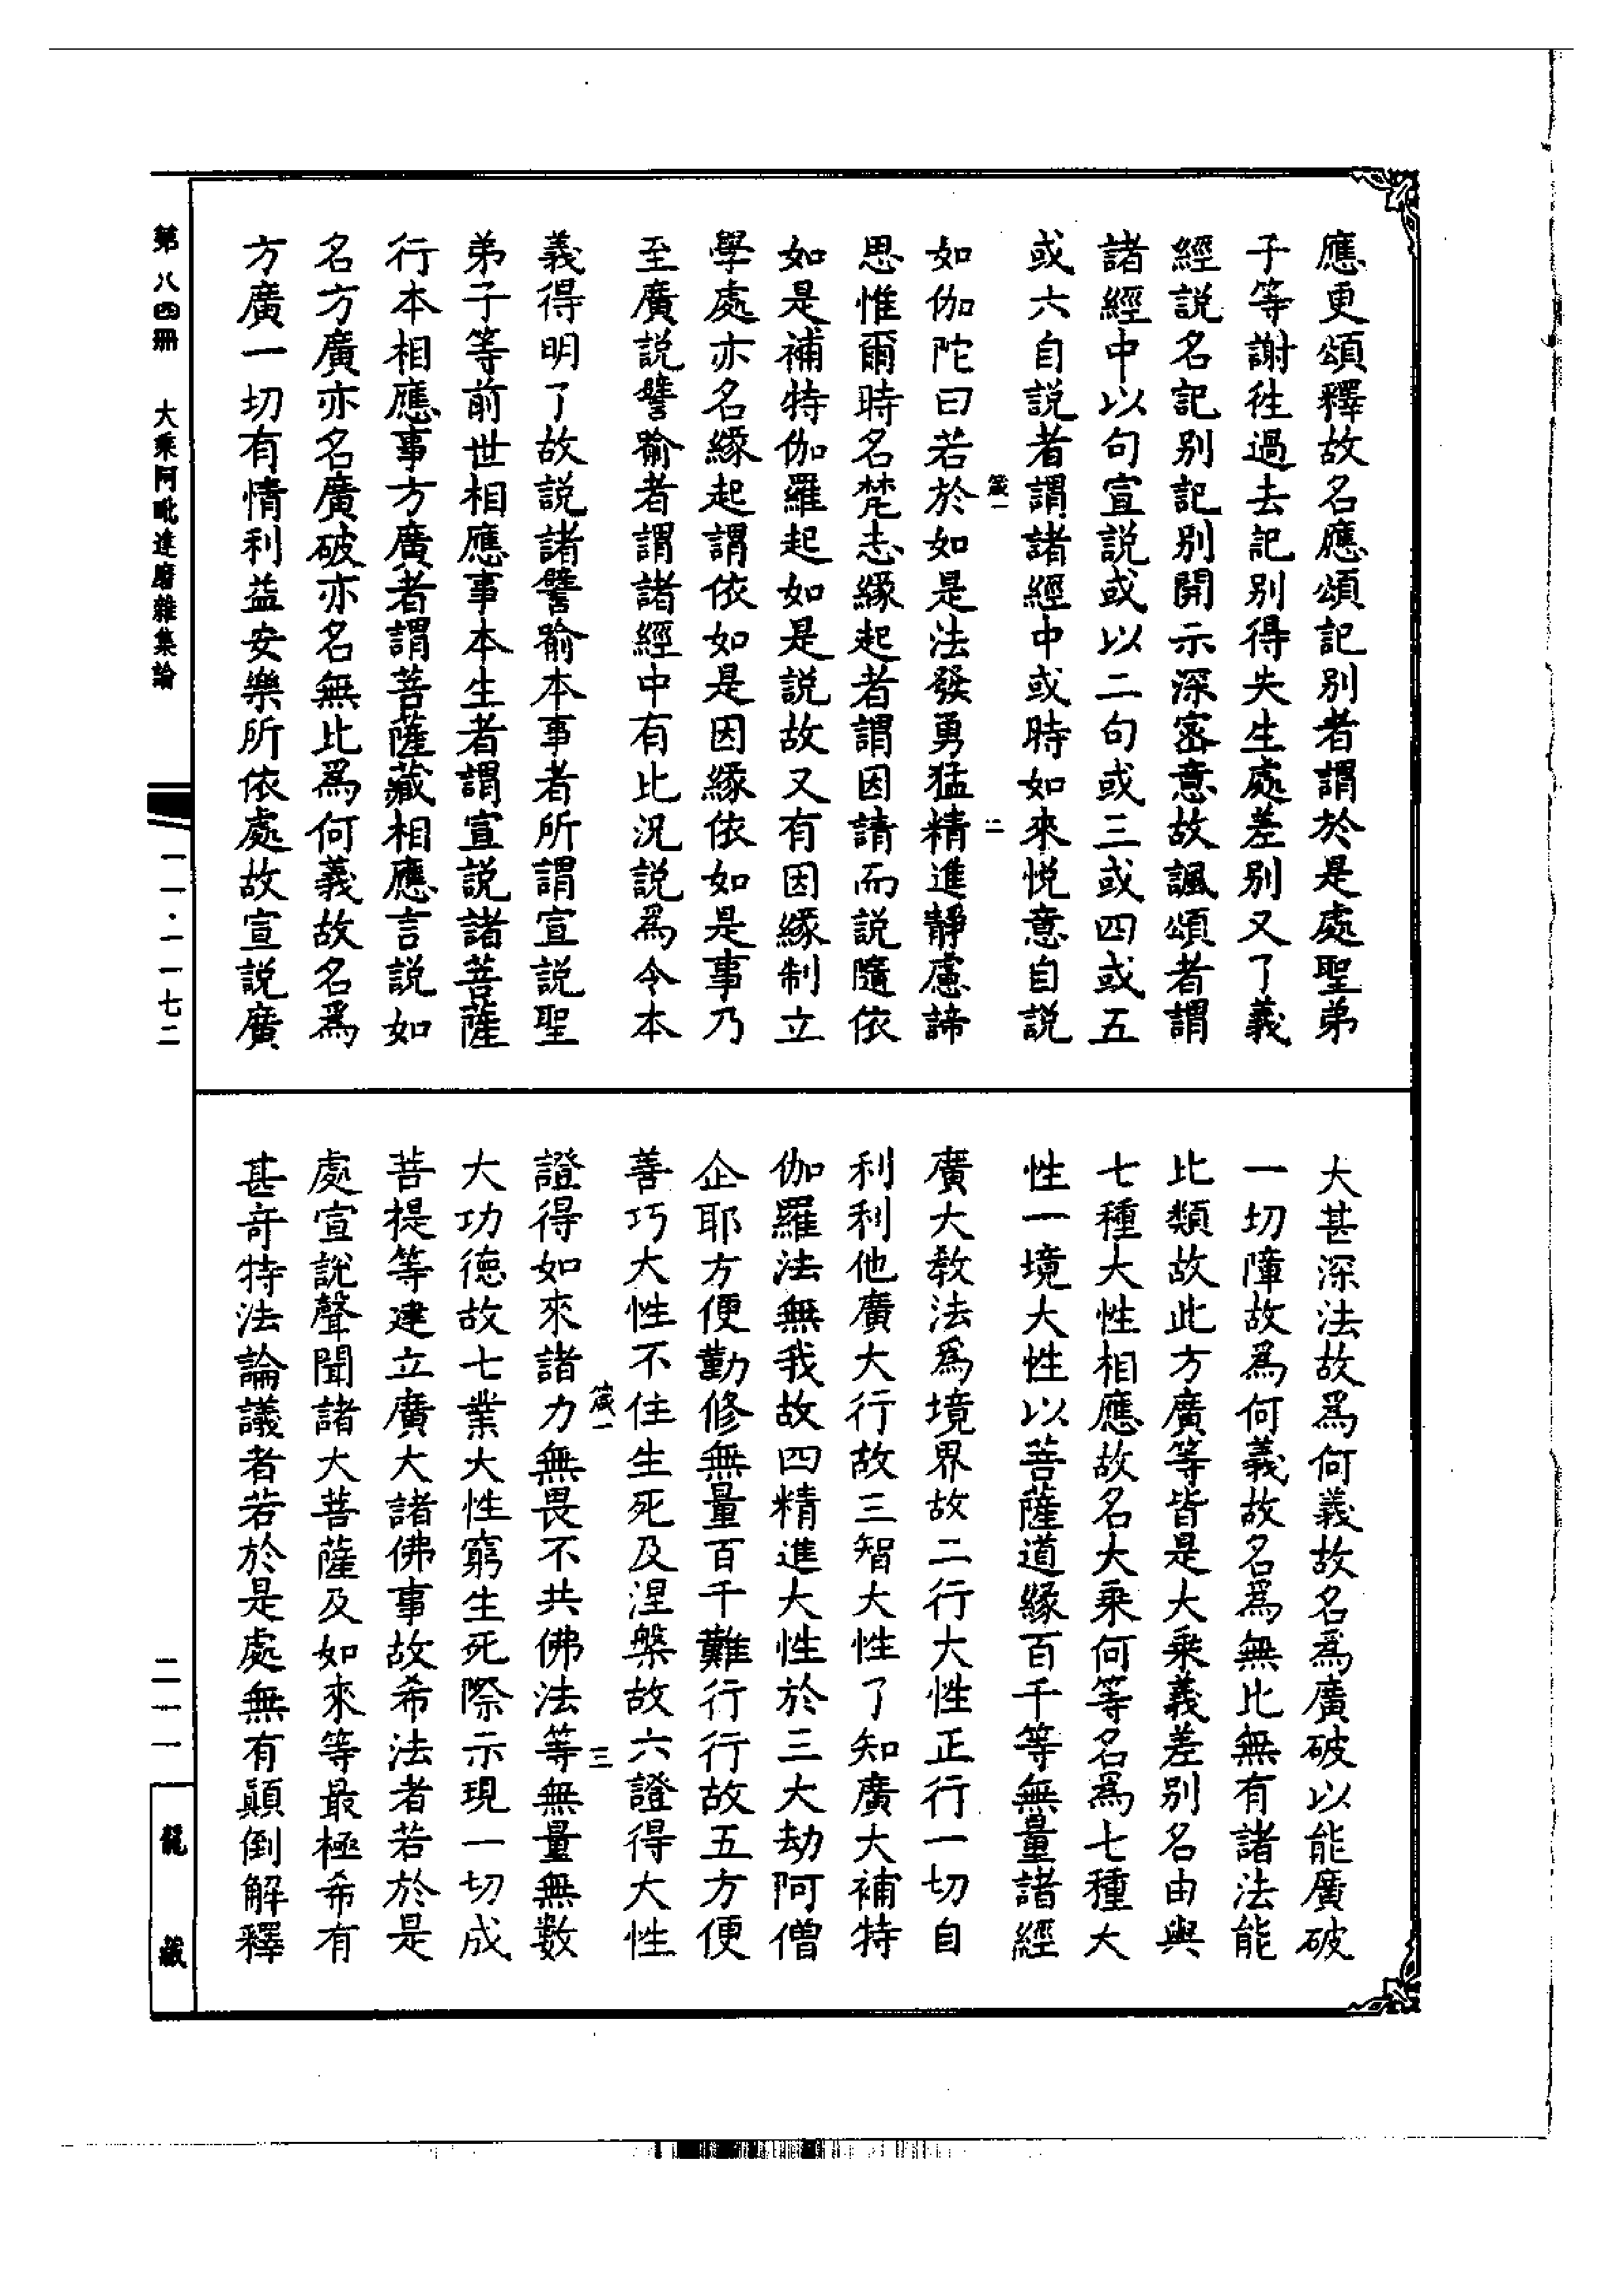 應更頌釋故名應頌記別者謂於是處聖弟
子等謝徃過去記別得失生處差別又了義
經説名記別記別開示深密意故諷頌者謂
諸經中以句宣説或以二句或三或四或五
或六自説者謂諸經中或時如來悦意自説
箴一
二
如伽陀曰若於如是法發勇猛精進靜慮諦
思惟爾時名梵志緣起者謂因請而説隨依
如是補特伽羅起如是説故又有因緣制立
學處亦名緣起謂依如是因緣依如是事乃
至廣説譬喻者謂諸經中有比況説爲令本
義得明了故説諸譬喻本事者所謂宣説聖
弟子等前世相應事本生者謂宣説諸菩薩
行本相應事方廣者謂菩薩藏相應言説如
名方廣亦名廣破亦名無比爲何義故名爲
方廣一切有情利益安樂所依處故宣説廣
大甚深法故爲何義故名爲廣破以能廣破
一切障故爲何義故名爲無比無有諸法能
比類故此方廣等皆是大乘義差別名由與
七種大性相應故名大乘何等名爲七種大
性一境大性以菩薩道緣百千等無量諸經
廣大教法爲境界故二行大性正行一切自
利利他廣大行故三智大性了知廣大補特
伽羅法無我故四精進大性於三大劫阿僧
企耶方便勤修無量百千難行行故五方便
善巧大性不住生死及涅槃故六證得大性
箴一
三
證得如來諸力無畏不共佛法等無量無數
大功德故七業大性窮生死際示現一切成
菩提等建立廣大諸佛事故希法者若於是
處宣說聲聞諸大菩薩及如來等最極希有
甚奇特法論議者若於是處無有顚倒解釋
第八四冊 大乘阿毗達磨雜集論
一一·一一七二
二一一
龍藏